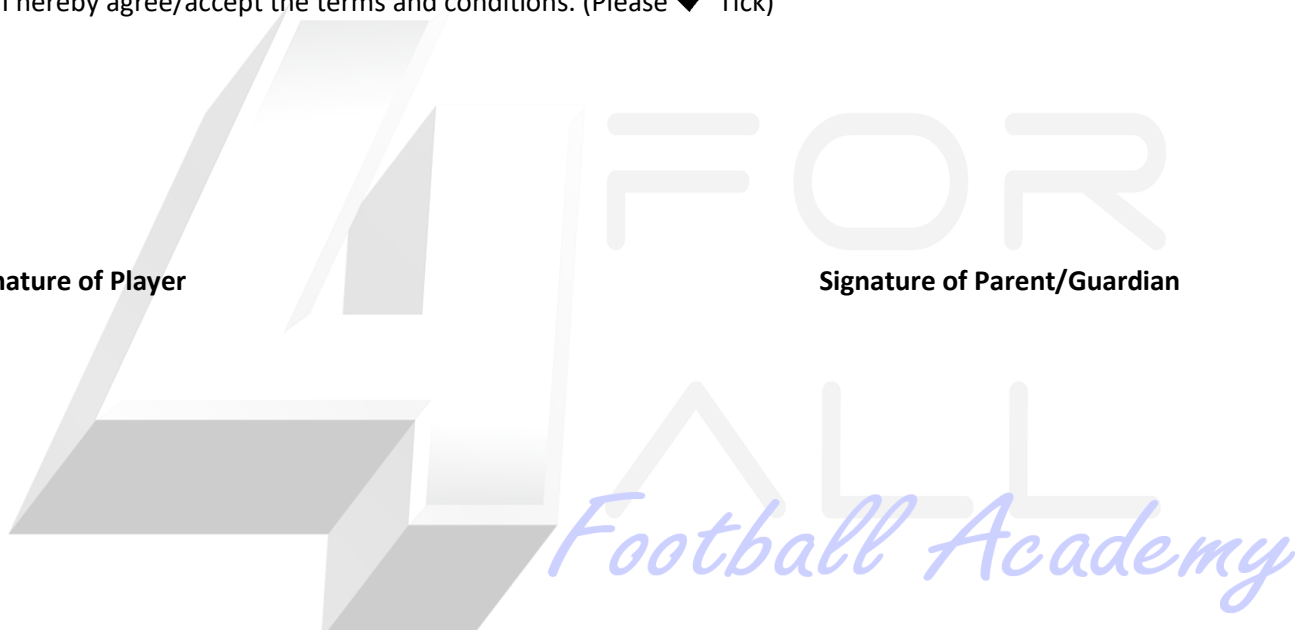 I hereby agree/accept the terms and conditions. (Please ❖ Tick)
4 FOR
nature of Player Signature of Parent/Guardian
ALL
Football Academy